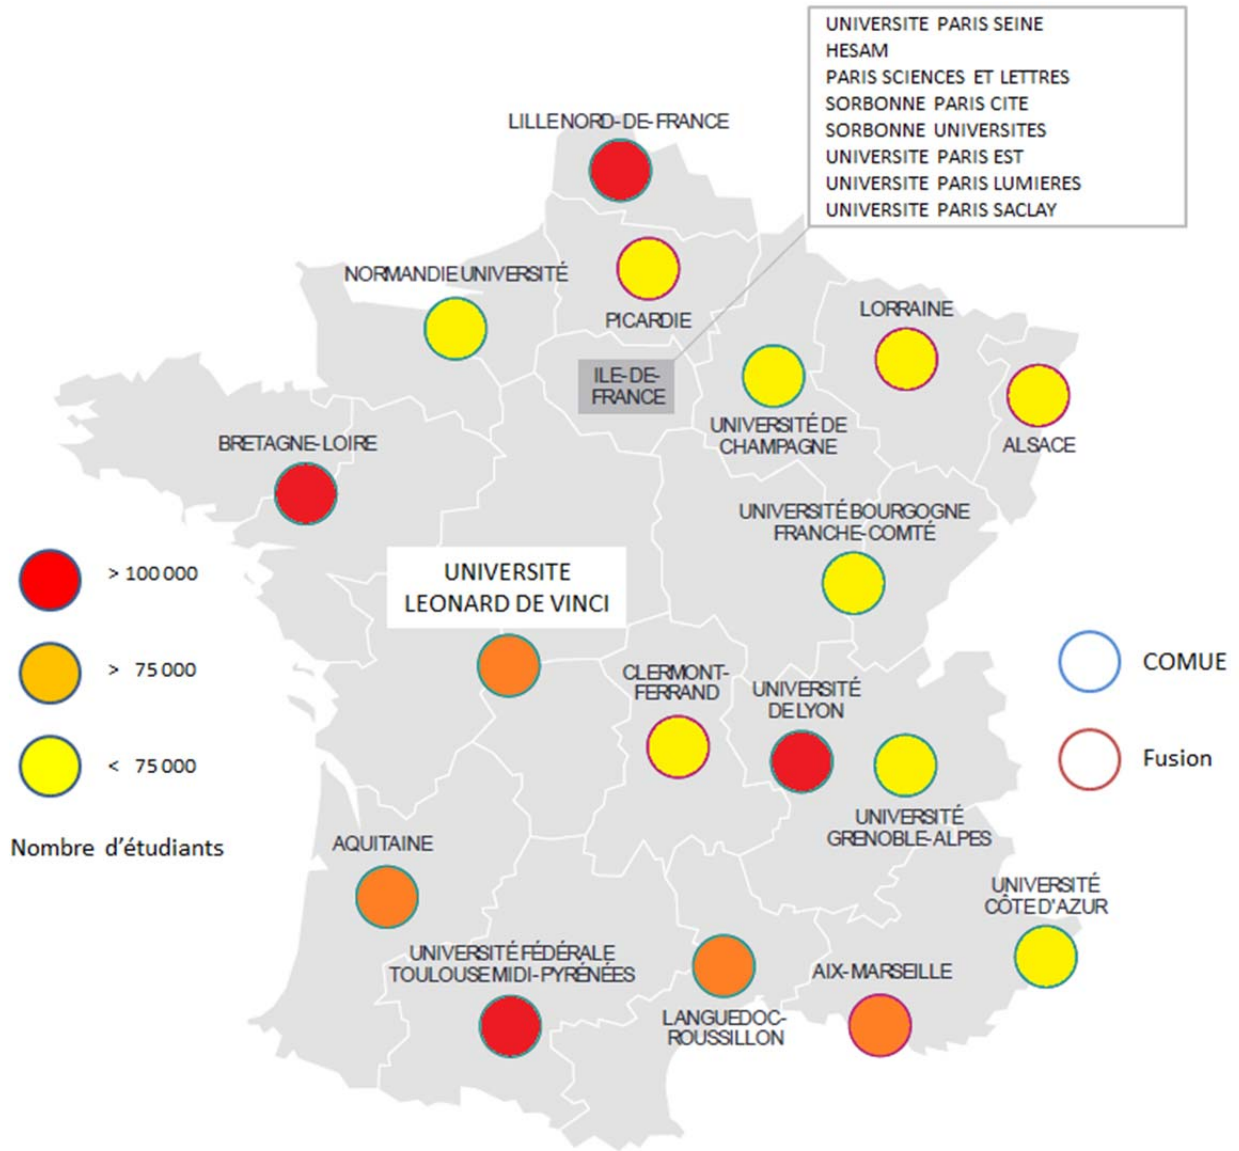 UNIVERSITE PARIS SEINE
HESAM
PARIS SCIENCES ET LETTRES
SORBONNE PARIS CITE
SORBONNE UNIVERSITES
UNIVERSITE PARIS EST
UNIVERSITE PARIS LUMIERES
UNIVERSITE PARIS SACLAY
LILLE NORD-DE-FRANCE
NORMANDIE UNIVERSITÉ
PICARDIE
LORRAINE
ILE-DE-
FRANCE
UNIVERSITÉ DE
CHAMPAGNE
ALSACE
BRETAGNE-LOIRE
UNIVERSITÉ BOURGOGNE
FRANCHE-COMTÉ
UNIVERSITE
LEONARD DE VINCI
> 100 000
> 75 000
< 75 000
Nombre d'étudiants
COMUE
Fusion
CLERMONT-
FERRAND
UNIVERSITÉ
DE LYON
UNIVERSITÉ
GRENOBLE-ALPES
AQUITAINE
UNIVERSITÉ
CÔTE D'AZUR
UNIVERSITÉ FÉDÉRALE
TOULOUSE MIDI-PYRÉNÉES
AIX-MARSEILLE
LANGUEDOC-
ROUSSILLON